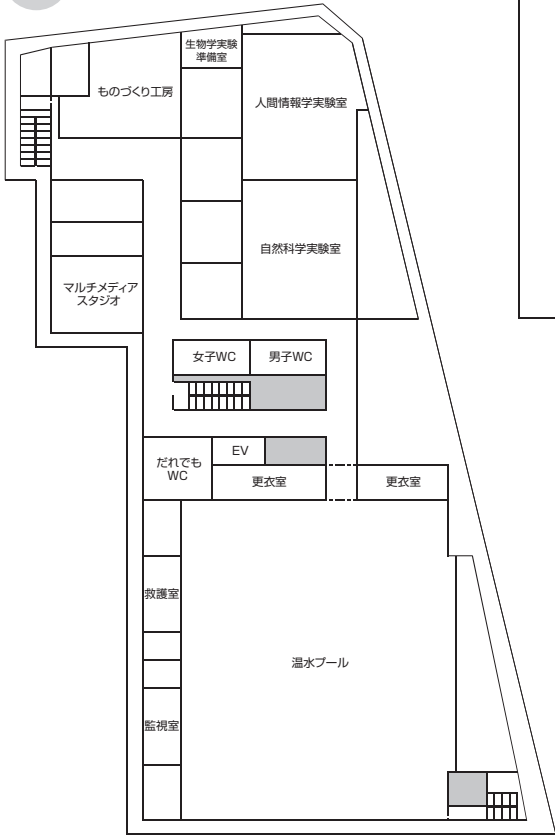 生物学実験
準備室
ものづくり工房
人間情報学実験室
自然科学実験室
マルチメディア
スタジオ
女子WC
男子WC
だれでも
WC
EV
更衣室
更衣室
救護室
温水プール
監視室